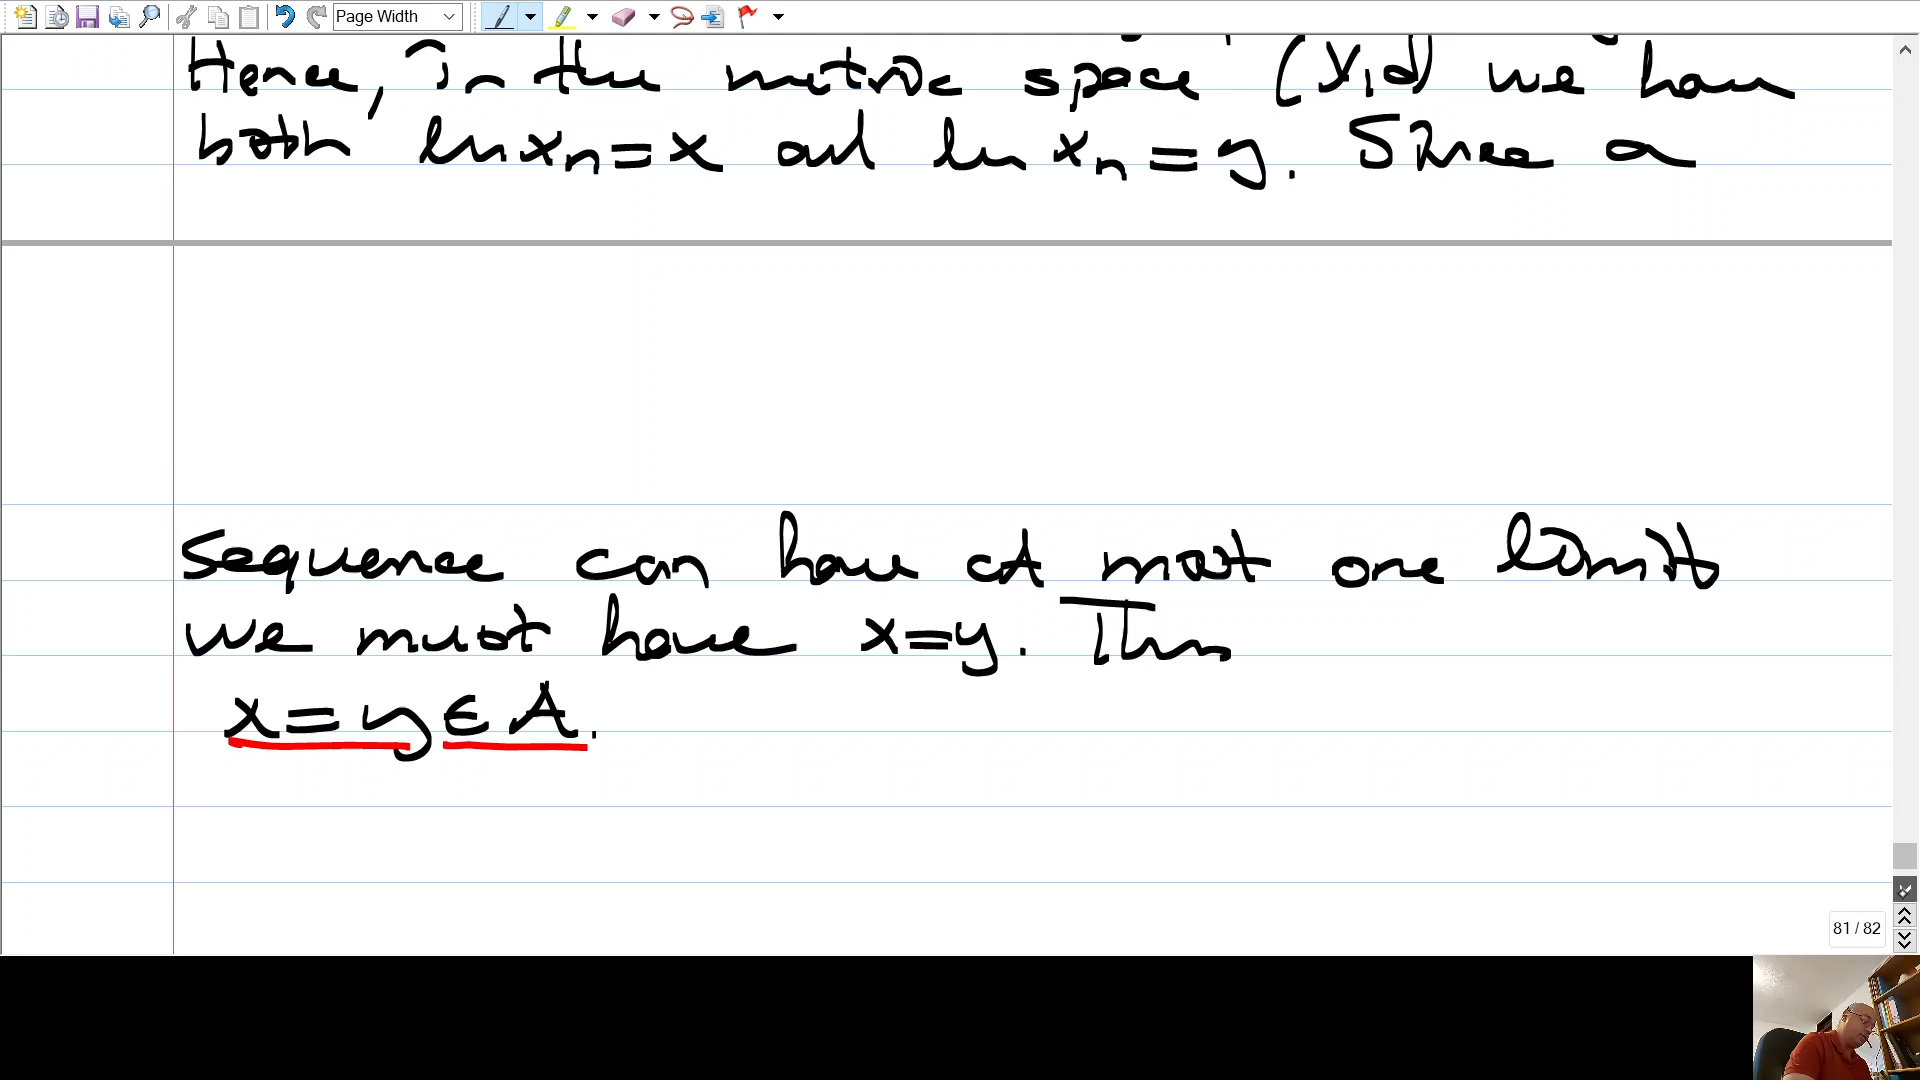 Page Width
Hence, in the metric space (X,d) we have
both lim xn = x and lim xn = y. Since a
sequence can have at most one limit
we must have x=y. Thus
x = y ∈ A.
81 / 82